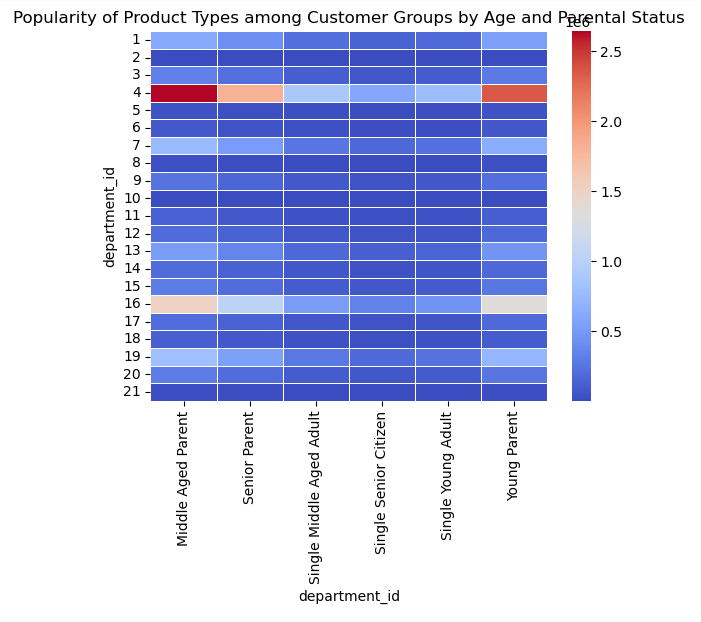 Popularity of Product Types among Customer Groups by Age and Parental Status
1e6
1
2
3
4
5
6
7
8
9
10
11
12
13
14
15
16
17
18
19
20
21
department_id
2.5
2.0
1.5
1.0
0.5
Middle Aged Parent
Senior Parent
Single Middle Aged Adult
Single Senior Citizen
Single Young Adult
Young Parent
department_id